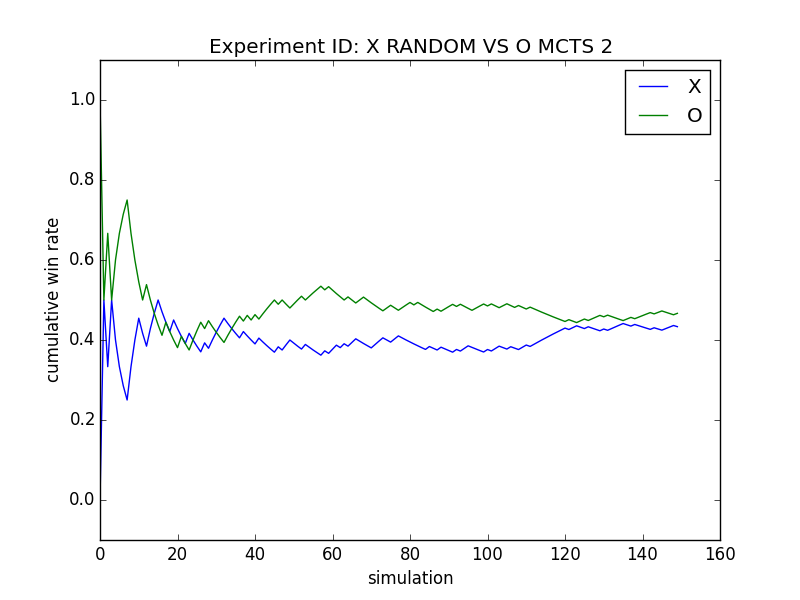 Experiment ID: X RANDOM VS O MCTS 2
X
O
1.0
0.8
0.6
0.4
0.2
0.0
cumulative win rate
0 20 40 60 80 100 120 140 160
simulation